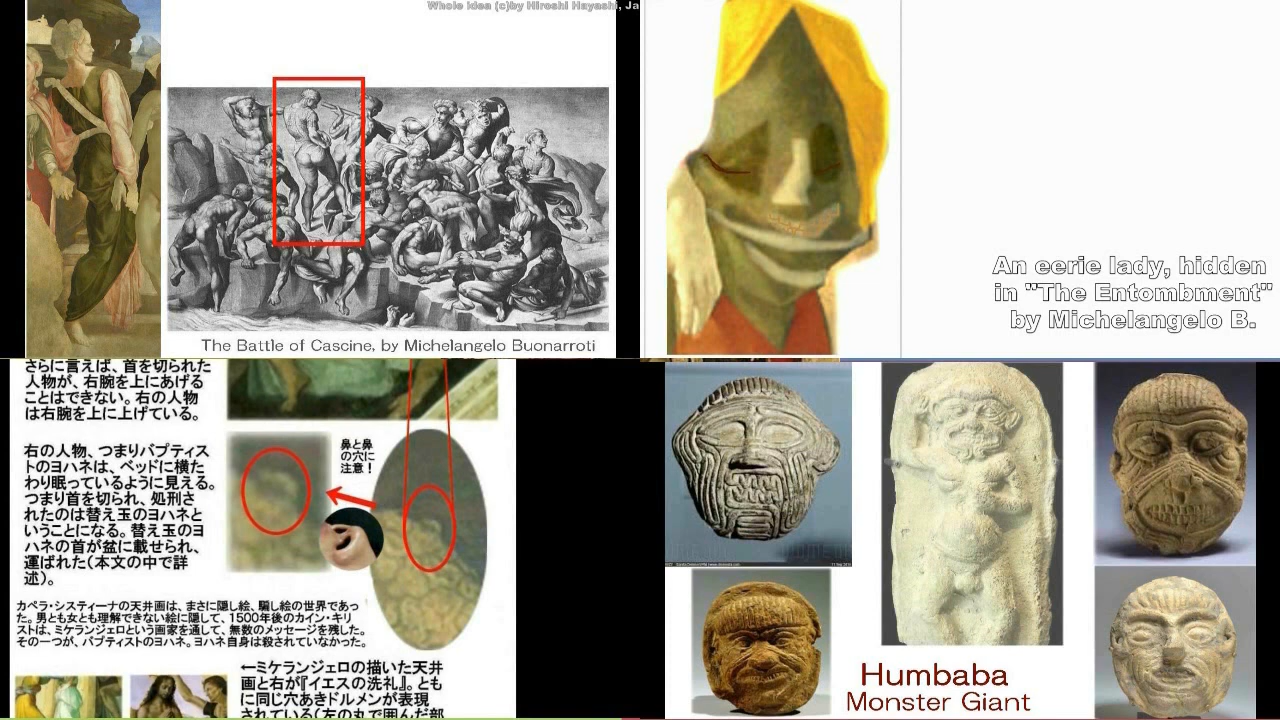 Whole Idea (c)by Hiroshi Hayashi, Ja
The Battle of Cascine, by Michelangelo Buonarroti
An eerie lady, hidden
in "The Entombment"
by Michelangelo B.
さらに言えば、首を切られた
人物が、右腕を上にあげる
ことはできない。右の人物
は右腕を上に上げている。
右の人物、つまりバプティス
トのヨハネは、ベッドに横た
わり眠っているように見える。
つまり首を切られ、処刑さ
れたのは替え玉のヨハネと
いうことになる。替え玉のヨ
ハネの首が盆に載せられ、
運ばれた(本文の中で詳
述)。
鼻と鼻
の穴に
注意!
カペラ・システィーナの天井画は、まさに隠し絵、騙し絵の世界であっ
た。男とも女とも理解できない絵に隠して、1500年後のカイン・キリ
ストは、ミケランジェロという画家を通して、無数のメッセージを残した。
その一つが、バプティストのヨハネ。ヨハネ自身は殺されていなかった。
←ミケランジェロの描いた天井
画と右が『イエスの洗礼』。とも
に同じ穴あきドルメンが表現
されている(左の丸で囲んだ部
Humbaba
Monster Giant